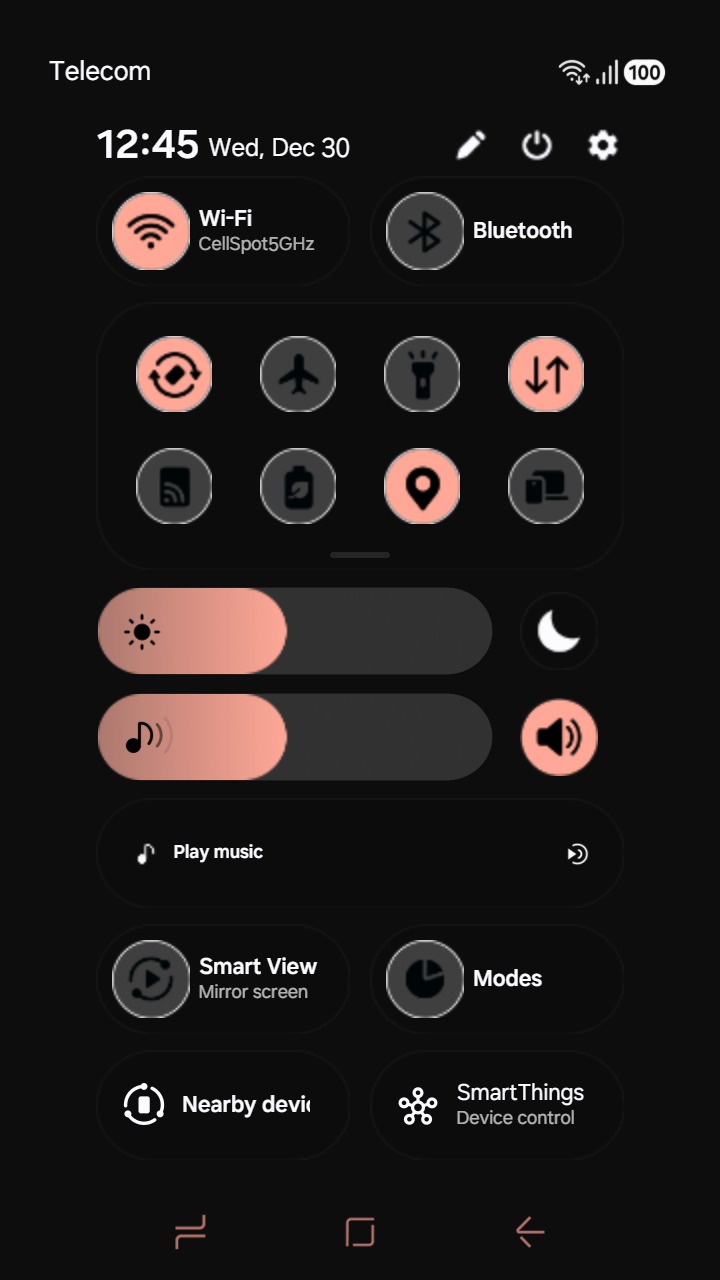 Telecom
100
12:45 Wed, Dec 30
Wi-Fi
CellSpot5GHz
Bluetooth
Play music
Smart View
Mirror screen
Modes
Nearby devic
SmartThings
Device control